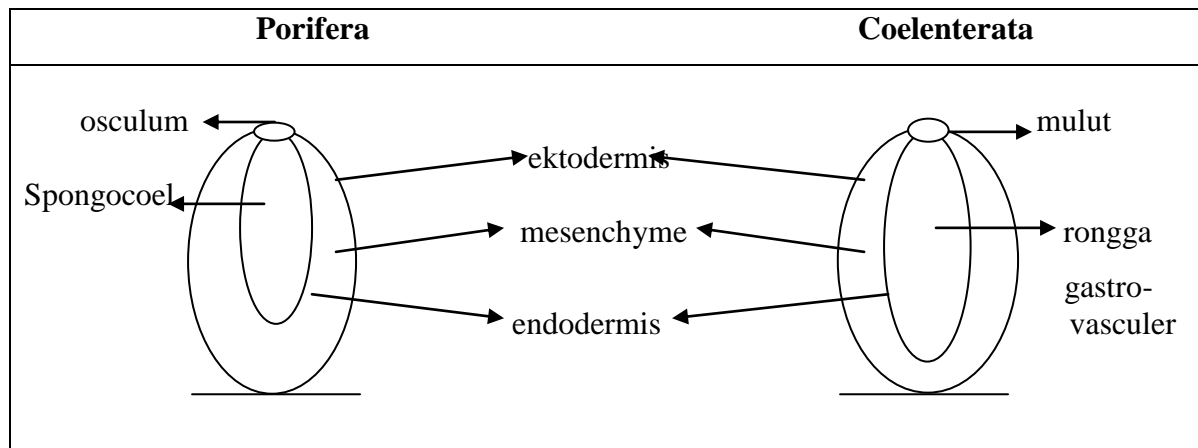 Porifera
Coelenterata
osculum
mulut
ektodermis
Spongocoel
mesenchyme
rongga
gastro-
vasculer
endodermis